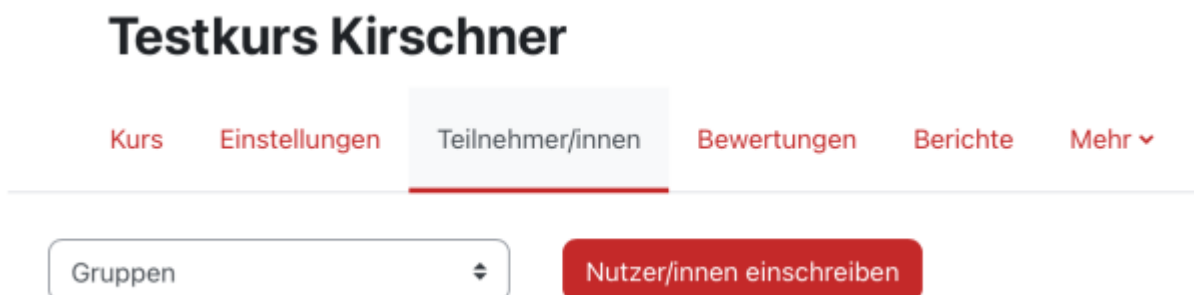 Testkurs Kirschner
Kurs Einstellungen Teilnehmer/innen Bewertungen Berichte Mehr
Gruppen Nutzer/innen einschreiben